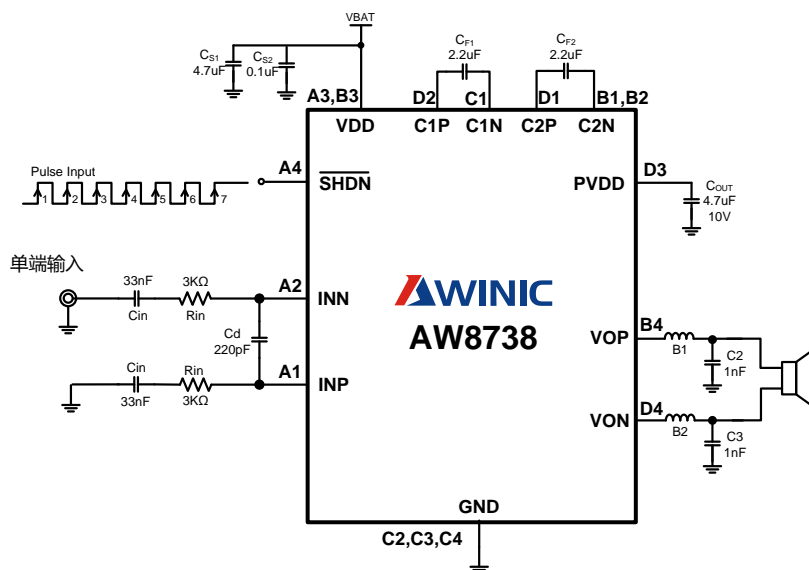 VBAT
CS1
4.7uF
CS2
0.1uF
CF1
2.2uF
CF2
2.2uF
A3,B3
D2
C1
D1
B1,B2
VDD
C1P
C1N
C2P
C2N
Pulse Input
1 2 3 4 5 6 7
A4
SHDN
D3
PVDD
COUT
4.7uF
10V
单端输入
33nF
Cin
3KΩ
Rin
A2
INN
Cd
220pF
Cin
33nF
Rin
3KΩ
A1
INP
AWINIC
AW8738
B4
VOP
B1
C2
1nF
D4
VON
B2
C3
1nF
GND
C2,C3,C4